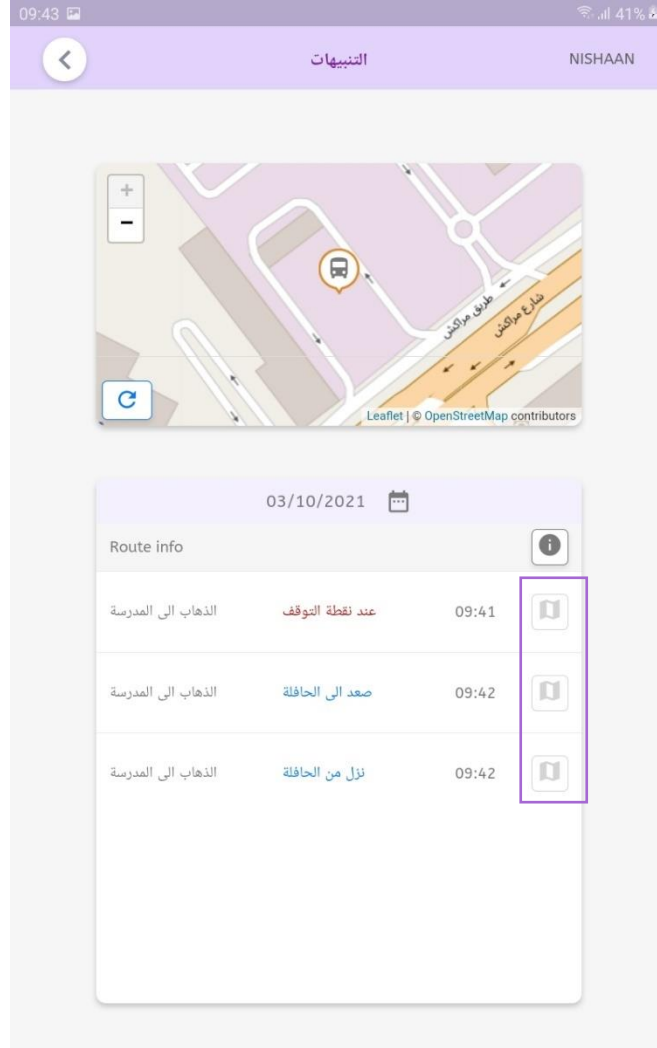 09:43 41%
التنبيهات NISHAAN
+
−
طريق مراكش
شارع مراكش
Leaflet | © OpenStreetMap contributors
03/10/2021
Route info
الذهاب الى المدرسة عند نقطة التوقف 09:41
الذهاب الى المدرسة صعد الى الحافلة 09:42
الذهاب الى المدرسة نزل من الحافلة 09:42